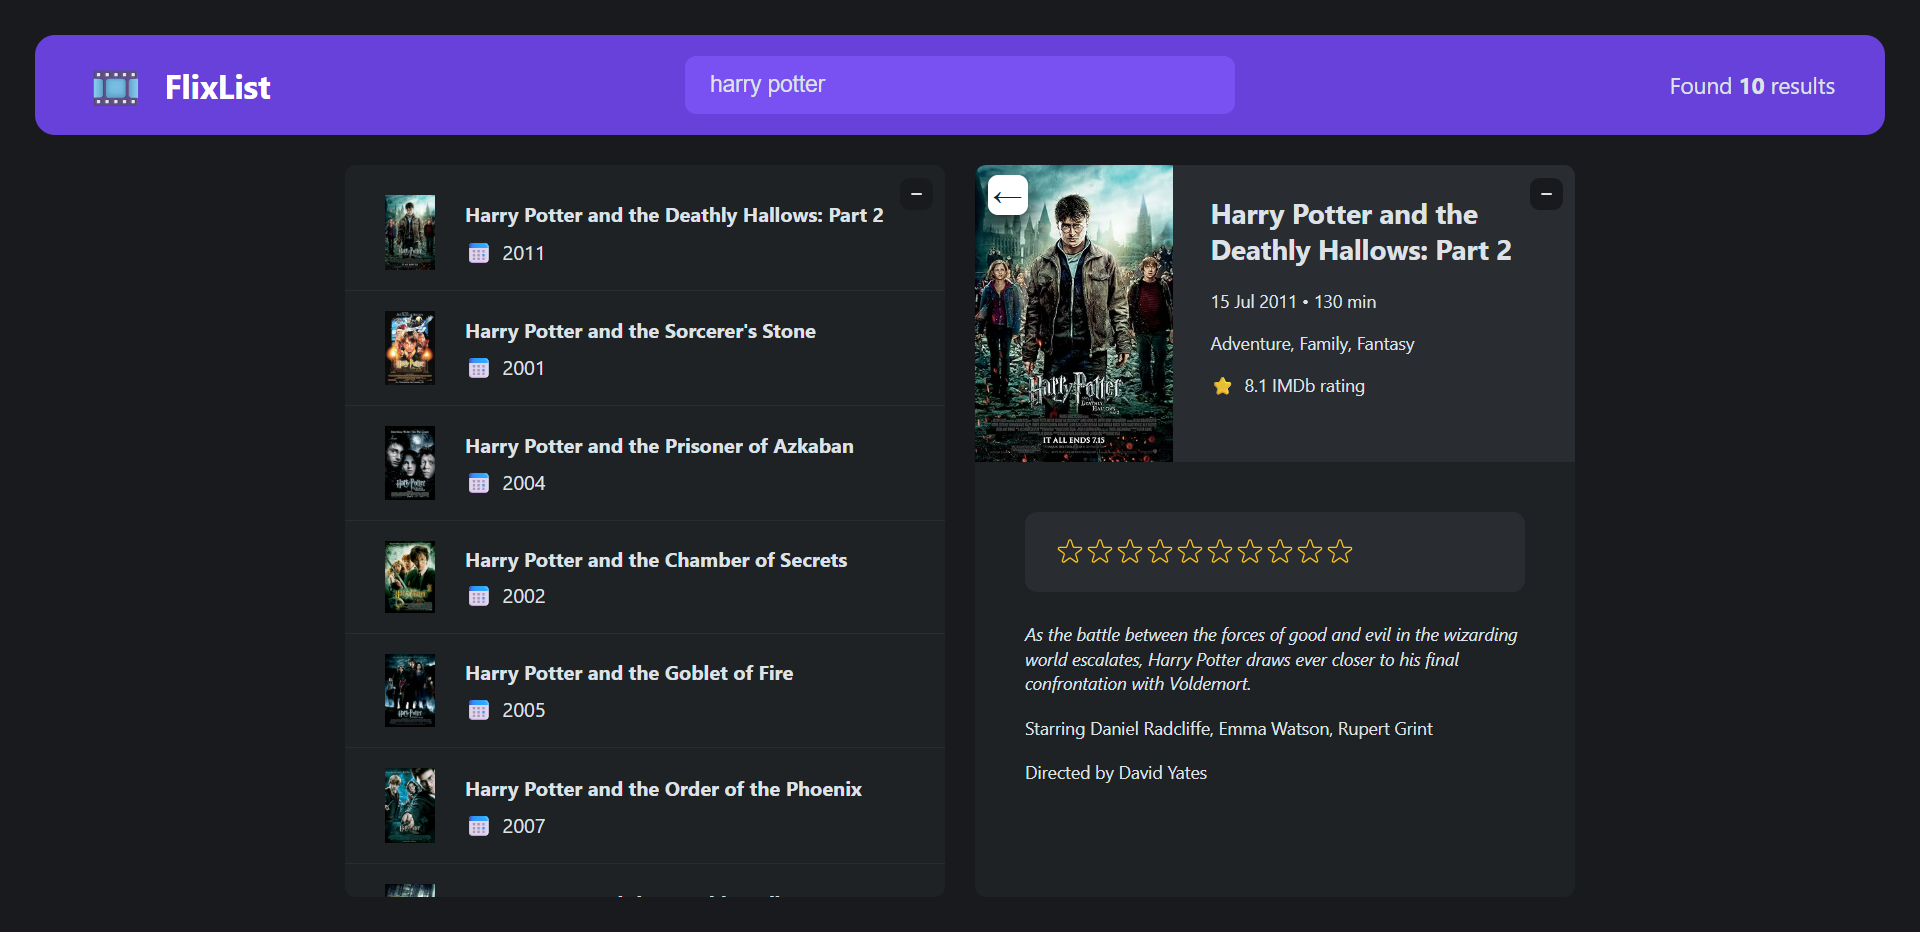 FlixList
harry potter
Found 10 results
Harry Potter and the Deathly Hallows: Part 2
2011
Harry Potter and the Sorcerer's Stone
2001
Harry Potter and the Prisoner of Azkaban
2004
Harry Potter and the Chamber of Secrets
2002
Harry Potter and the Goblet of Fire
2005
Harry Potter and the Order of the Phoenix
2007
←
Harry Potter
IT ALL ENDS 7.15
Harry Potter and the
Deathly Hallows: Part 2
15 Jul 2011 • 130 min
Adventure, Family, Fantasy
8.1 IMDb rating
As the battle between the forces of good and evil in the wizarding
world escalates, Harry Potter draws ever closer to his final
confrontation with Voldemort.
Starring Daniel Radcliffe, Emma Watson, Rupert Grint
Directed by David Yates